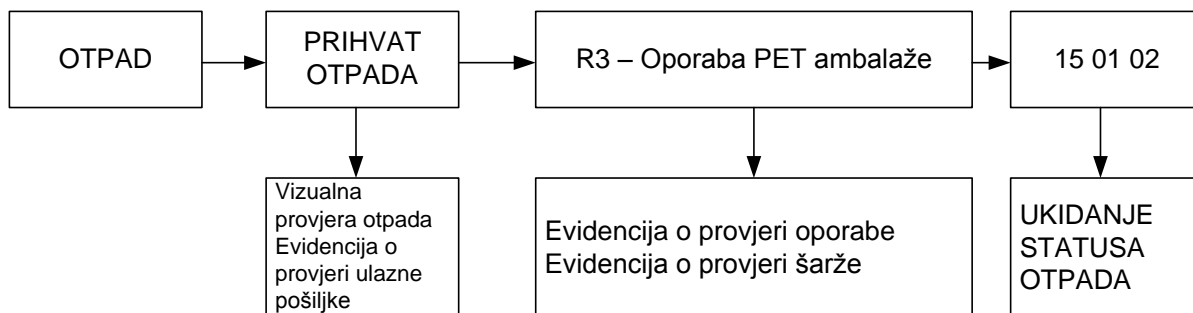 OTPAD
PRIHVAT
OTPADA
R3 – Oporaba PET ambalaže
15 01 02
Vizualna
provjera otpada
Evidencija o
provjeri ulazne
pošiljke
Evidencija o provjeri oporabe
Evidencija o provjeri šarže
UKIDANJE
STATUSA
OTPADA